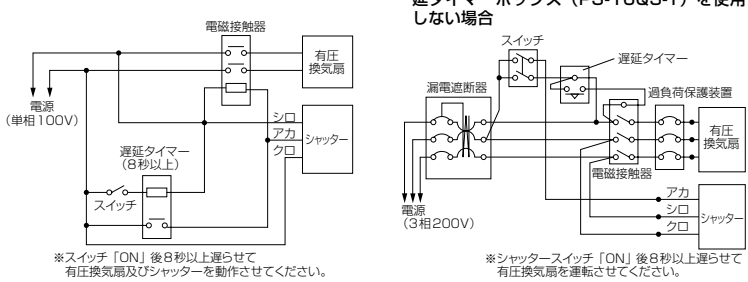 電磁接触器
有圧
換気扇
電源
(単相100V)
シロ
アカ
クロ
シャッター
遅延タイマー
(8秒以上)
スイッチ
※スイッチ「ON」後8秒以上遅らせて
有圧換気扇及びシャッターを動作させてください。
延タイマーボックス(PS-10QS-1)を使用
しない場合
スイッチ
遅延タイマー
漏電遮断器
過負荷保護装置
有圧
換気扇
電磁接触器
電源
(3相200V)
アカ
シロ
クロ
シャッター
※シャッタースイッチ「ON」後8秒以上遅らせて
有圧換気扇を運転させてください。